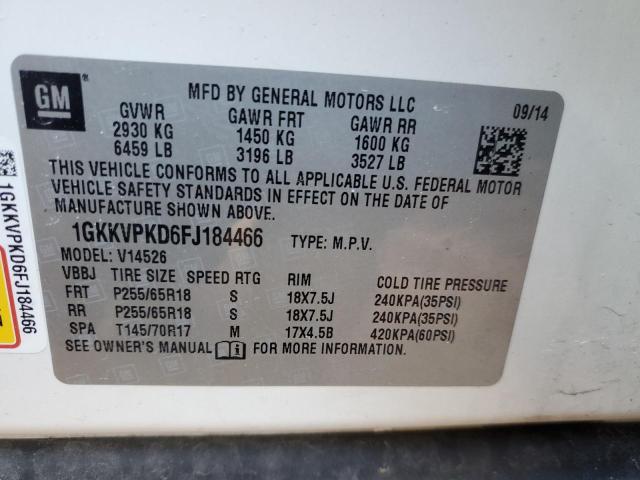 GM
MFD BY GENERAL MOTORS LLC
09/14
GVWR GAWR FRT GAWR RR
2930 KG 1450 KG 1600 KG
6459 LB 3196 LB 3527 LB
THIS VEHICLE CONFORMS TO ALL APPLICABLE U.S. FEDERAL MOTOR
VEHICLE SAFETY STANDARDS IN EFFECT ON THE DATE OF
MANUFACTURE SHOWN ABOVE.
1GKKVPKD6FJ184466 TYPE: M.P.V.
MODEL: V14526
VBBJ TIRE SIZE SPEED RTG RIM COLD TIRE PRESSURE
FRT P255/65R18 S 18X7.5J 240KPA(35PSI)
RR P255/65R18 S 18X7.5J 240KPA(35PSI)
SPA T145/70R17 M 17X4.5B 420KPA(60PSI)
SEE OWNER'S MANUAL FOR MORE INFORMATION.
1GKKVPKD6FJ184466